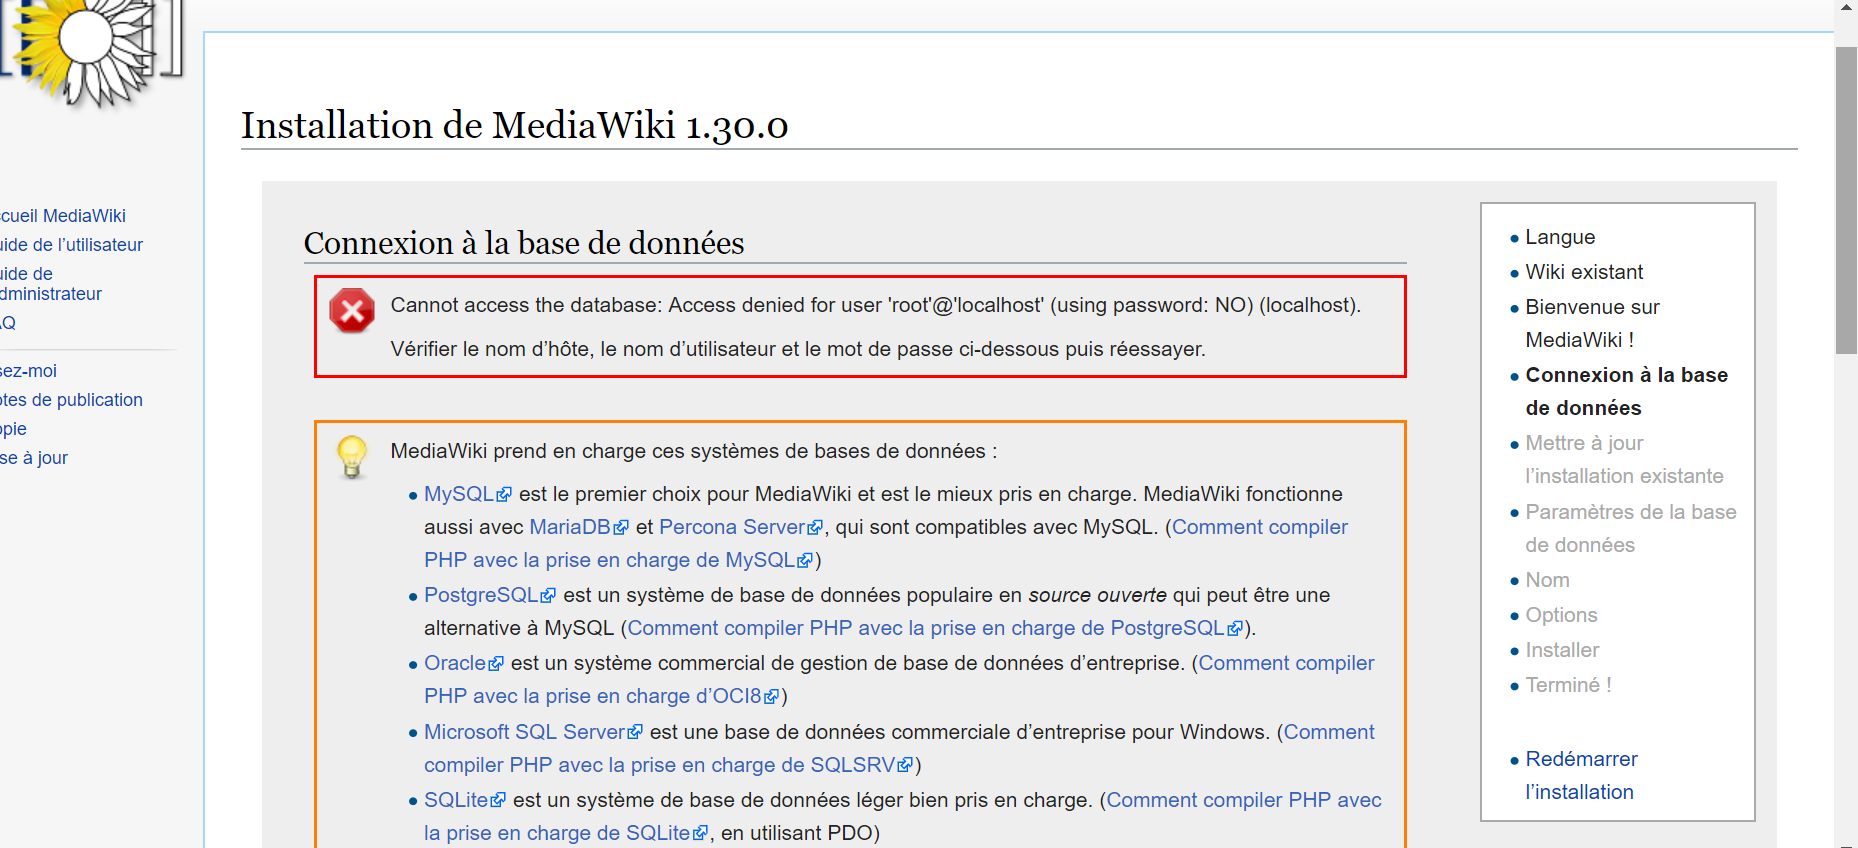 Installation de MediaWiki 1.30.0
ccueil MediaWiki
uide de l’utilisateur
uide de
dministrateur
AQ
sez-moi
otes de publication
opie
se à jour
Connexion à la base de données
Cannot access the database: Access denied for user 'root'@'localhost' (using password: NO) (localhost).
Vérifier le nom d’hôte, le nom d’utilisateur et le mot de passe ci-dessous puis réessayer.
MediaWiki prend en charge ces systèmes de bases de données :
MySQL est le premier choix pour MediaWiki et est le mieux pris en charge. MediaWiki fonctionne
aussi avec MariaDB et Percona Server, qui sont compatibles avec MySQL. (Comment compiler
PHP avec la prise en charge de MySQL)
PostgreSQL est un système de base de données populaire en source ouverte qui peut être une
alternative à MySQL (Comment compiler PHP avec la prise en charge de PostgreSQL).
Oracle est un système commercial de gestion de base de données d’entreprise. (Comment compiler
PHP avec la prise en charge d’OCI8)
Microsoft SQL Server est une base de données commerciale d’entreprise pour Windows. (Comment
compiler PHP avec la prise en charge de SQLSRV)
SQLite est un système de base de données léger bien pris en charge. (Comment compiler PHP avec
la prise en charge de SQLite, en utilisant PDO)
Langue
Wiki existant
Bienvenue sur
MediaWiki !
Connexion à la base
de données
Mettre à jour
l’installation existante
Paramètres de la base
de données
Nom
Options
Installer
Terminé !
Redémarrer
l’installation